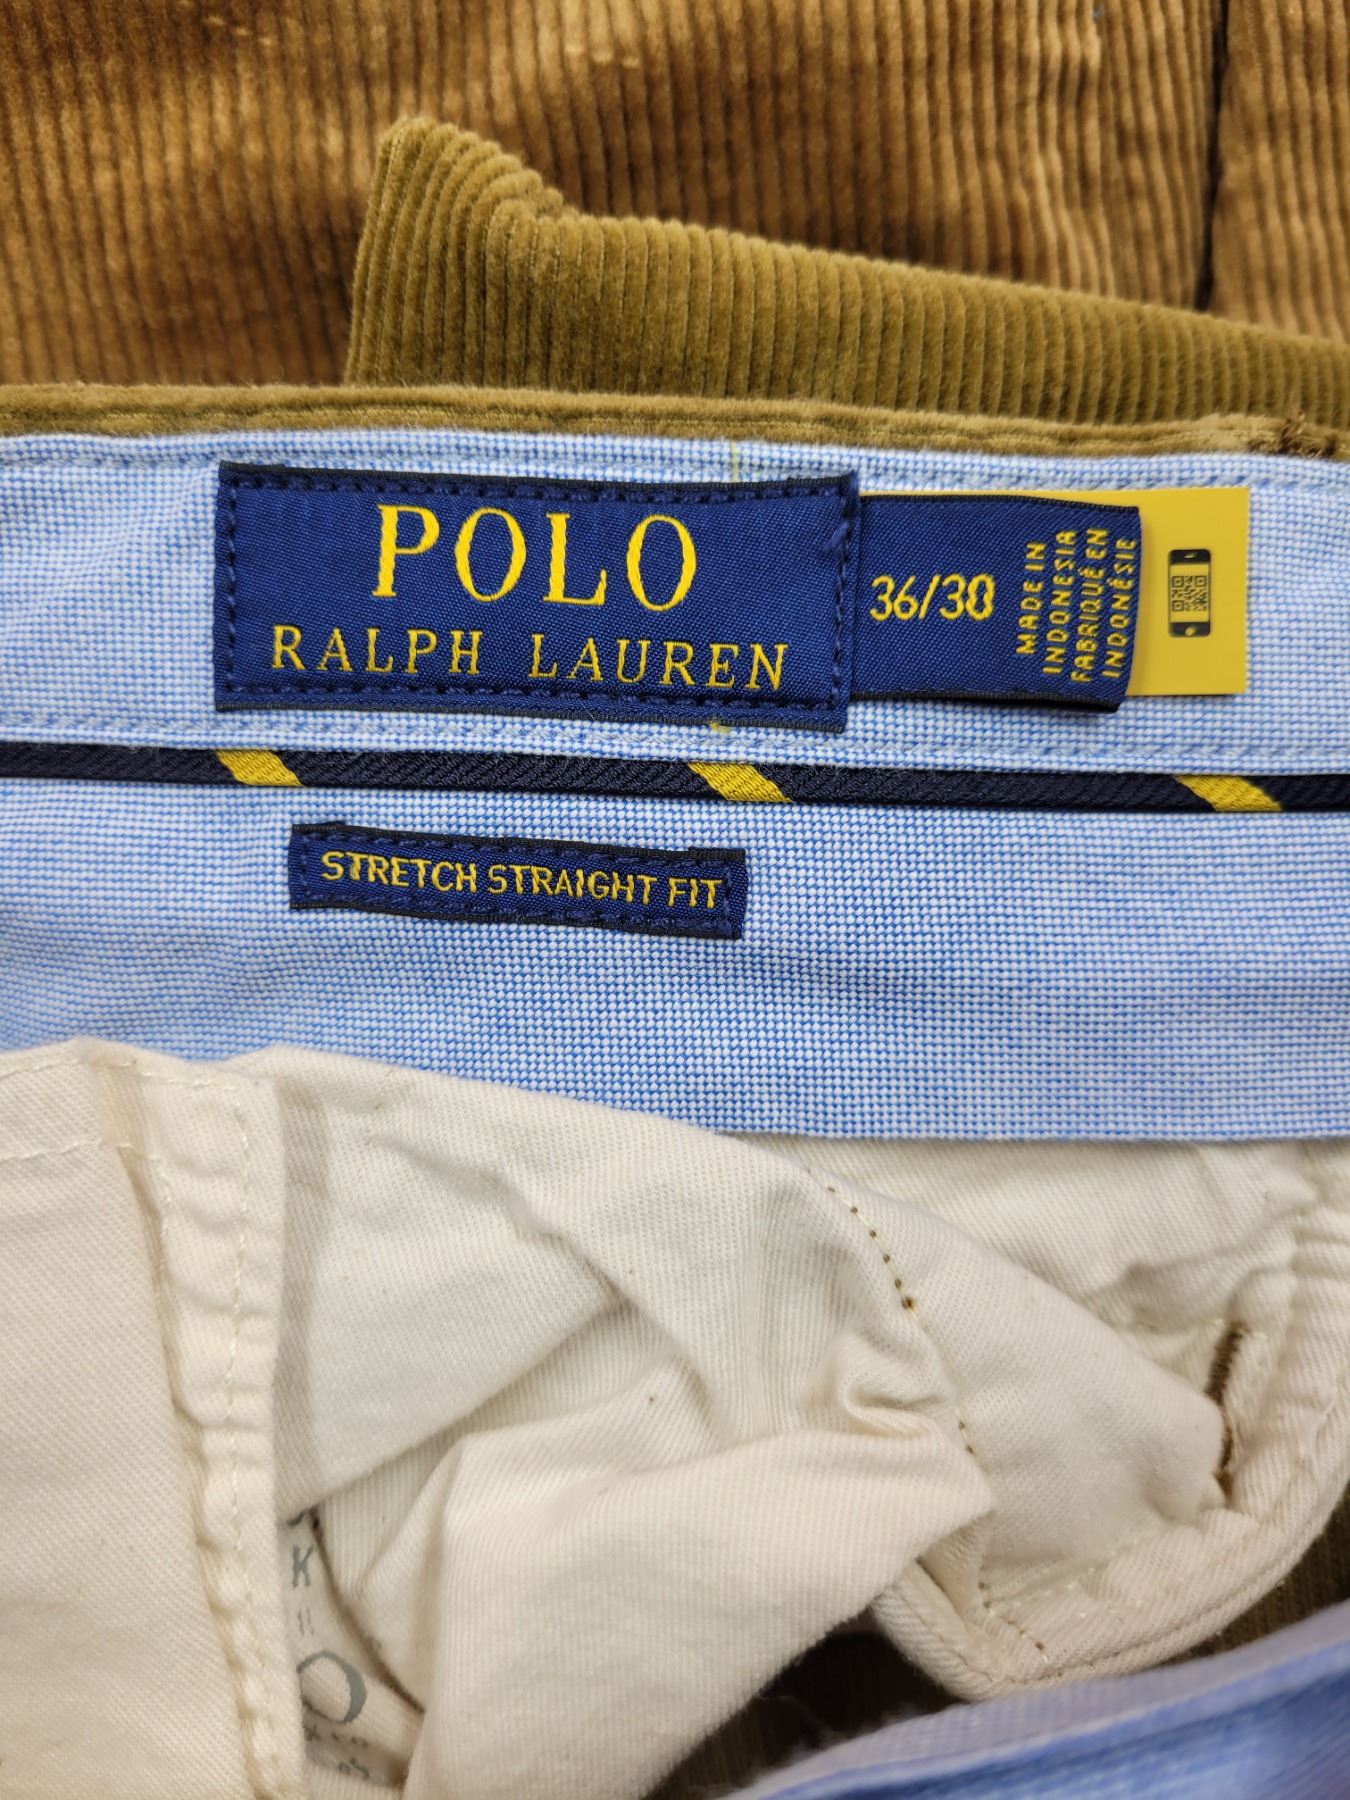 POLO
RALPH LAUREN
36/30
MADE IN
INDONESIA
FABRIQUÉ EN
INDONÉSIE
STRETCH STRAIGHT FIT
K